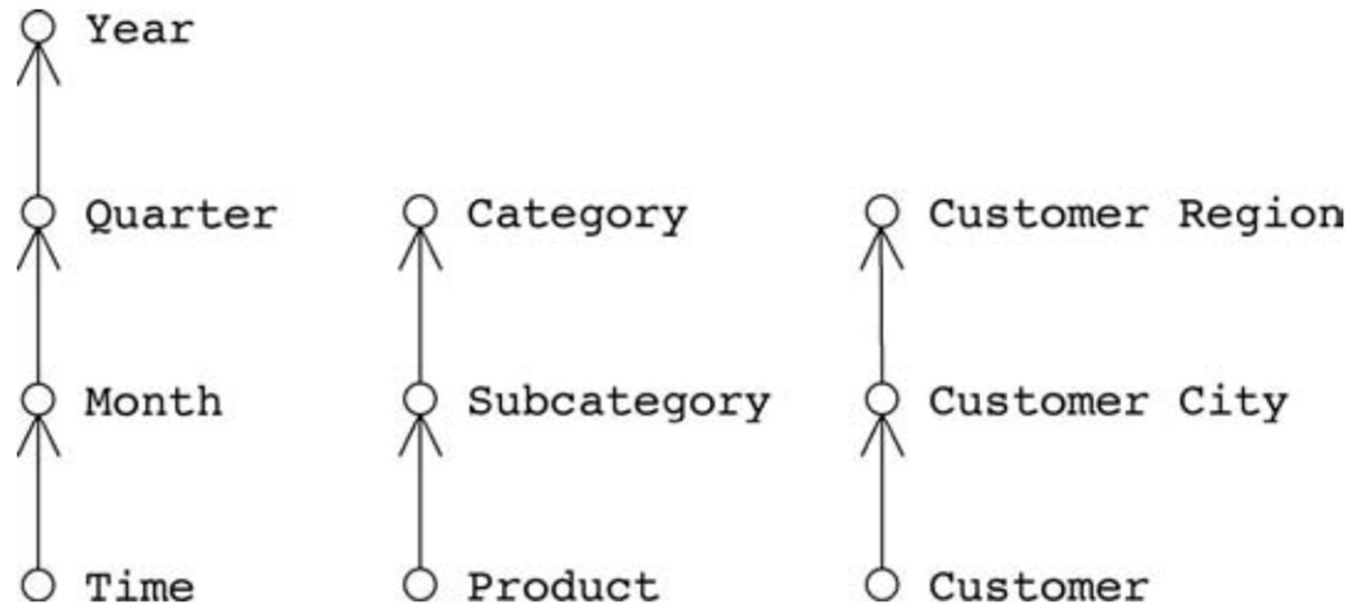 Year
Quarter
Category
Customer Region
Month
Subcategory
Customer City
Time
Product
Customer